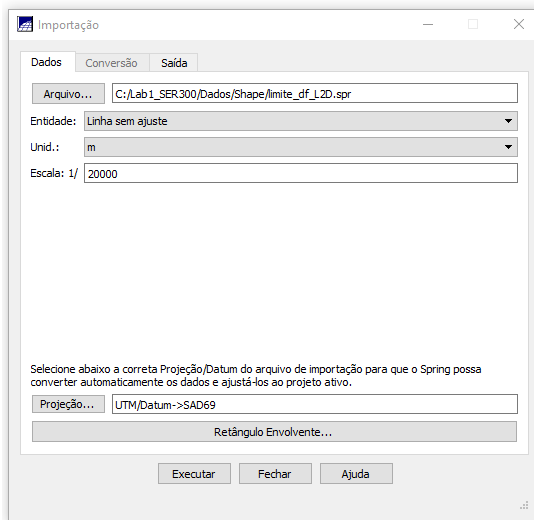 Importação
Dados Conversão Saída
Arquivo... C:/Lab1_SER300/Dados/Shape/limite_df_L2D.spr
Entidade: Linha sem ajuste
Unid.: m
Escala: 1/ 20000
Selecione abaixo a correta Projeção/Datum do arquivo de importação para que o Spring possa
converter automaticamente os dados e ajustá-los ao projeto ativo.
Projeção... UTM/Datum->SAD69
Retângulo Envolvente...
Executar Fechar Ajuda